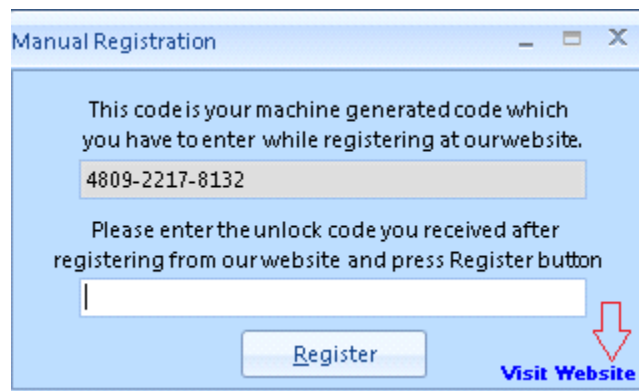 Manual Registration
This code is your machine generated code which
you have to enter while registering at our website.
4809-2217-8132
Please enter the unlock code you received after
registering from our website and press Register button
Register
Visit Website